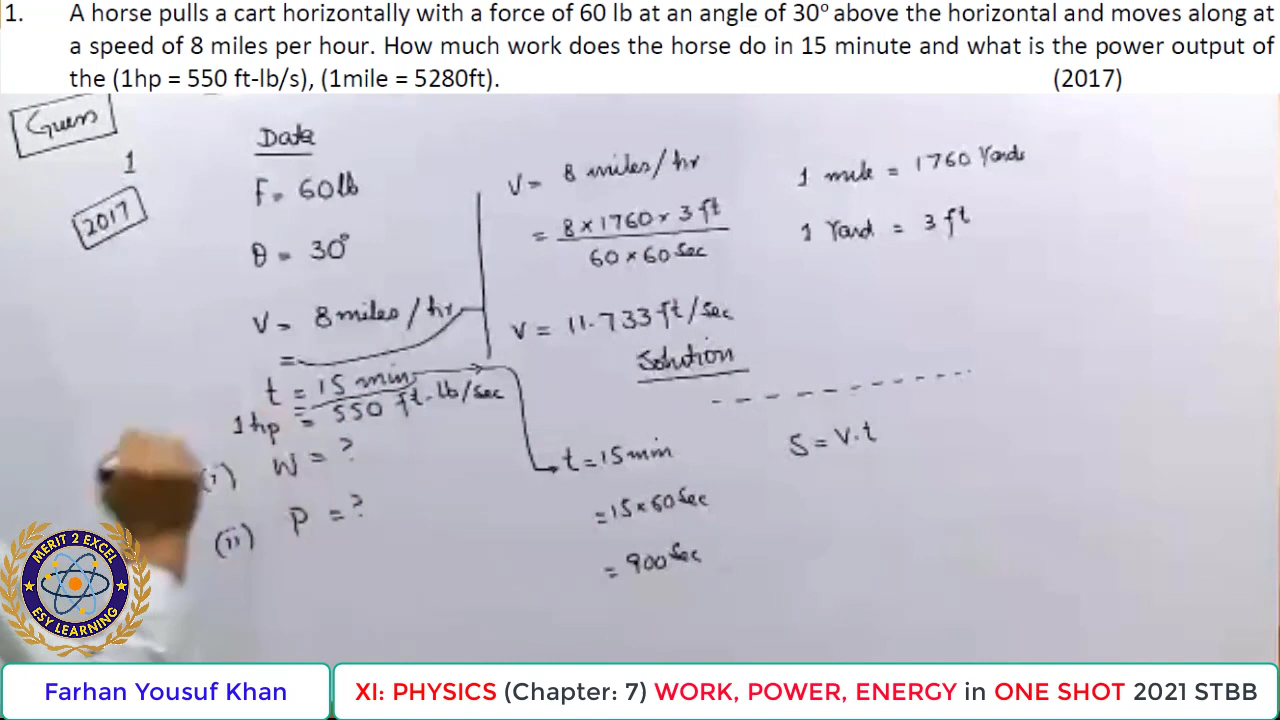 1. A horse pulls a cart horizontally with a force of 60 lb at an angle of 30° above the horizontal and moves along at
a speed of 8 miles per hour. How much work does the horse do in 15 minute and what is the power output of
the (1hp = 550 ft-lb/s), (1mile = 5280ft). (2017)
Guess
1
2017
Data
F = 60lb
θ = 30°
V = 8 miles / hr
=
t = 15 min
1hp = 550 ft-lb/sec
(i) W = ?
(ii) P = ?
V = 8 miles/hr
= 8 x 1760 x 3 ft
60 x 60 Sec
V = 11.733 ft/sec
1 mile = 1760 Yards
1 Yard = 3 ft
Solution
t = 15 min
= 15 x 60 Sec
= 900 Sec
S = V.t
MERIT 2 EXCEL
ESY LEARNING
Farhan Yousuf Khan
XI: PHYSICS (Chapter: 7) WORK, POWER, ENERGY in ONE SHOT 2021 STBB